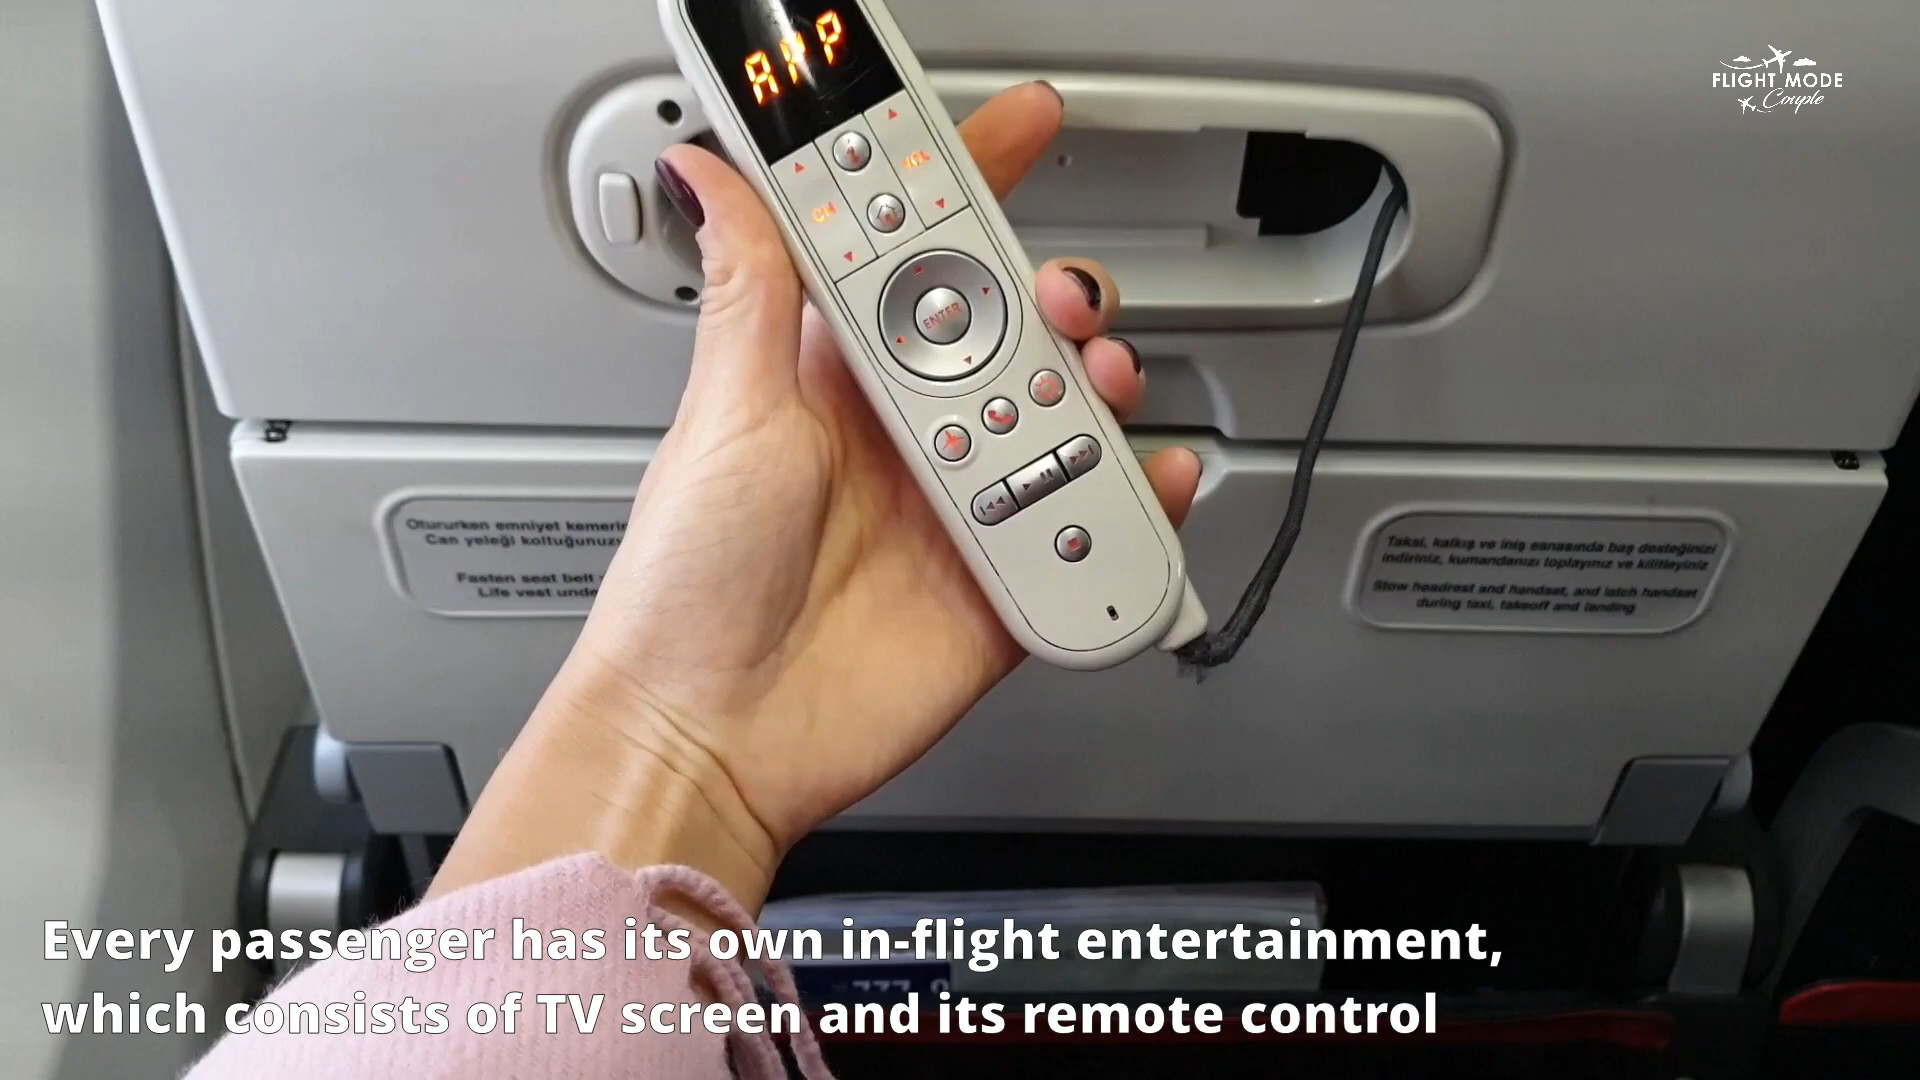 FLIGHT MODE
Couple
VOL
CH
ENTER
Otururken emniyet kemerin
Can yeleği koltuğunuz
Fasten seat belt
Life vest unde
Taksi, kalkış ve iniş esnasında baş desteğinizi
indiriniz, kumandanızı toplayınız ve kilitleyiniz
Stow headrest and handset, and latch handset
during taxi, takeoff and landing
Every passenger has its own in-flight entertainment,
which consists of TV screen and its remote control